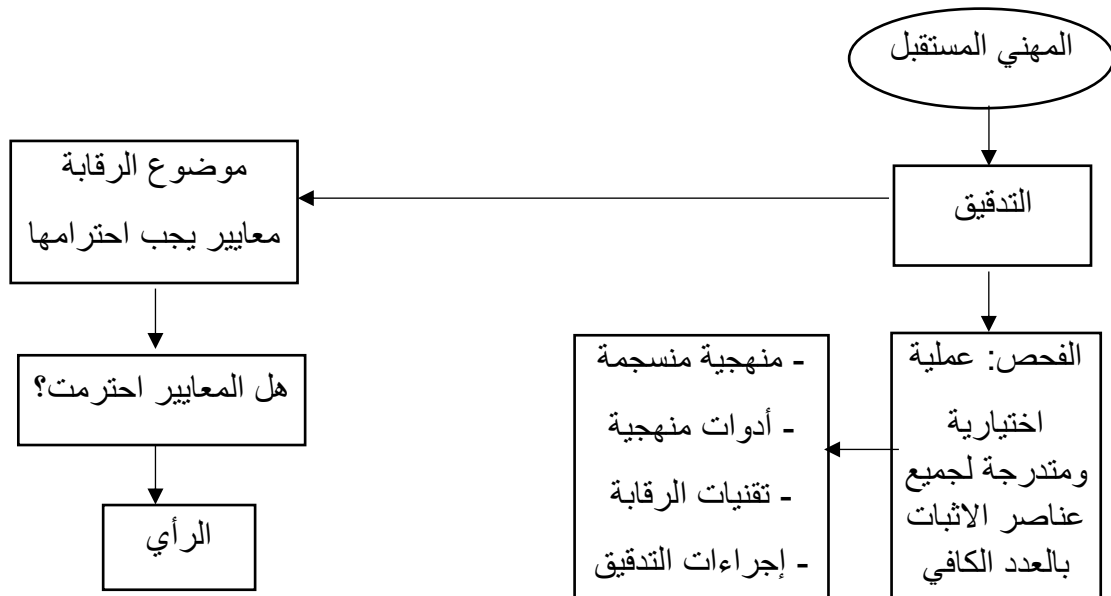 المهني المستقبل
موضوع الرقابة
معايير يجب احترامها
التدقيق
الفحص: عملية
اختيارية
ومتدرجة لجميع
عناصر الاثبات
بالعدد الكافي
- منهجية منسجمة
- أدوات منهجية
- تقنيات الرقابة
- إجراءات التدقيق
هل المعايير احترمت؟
الرأي